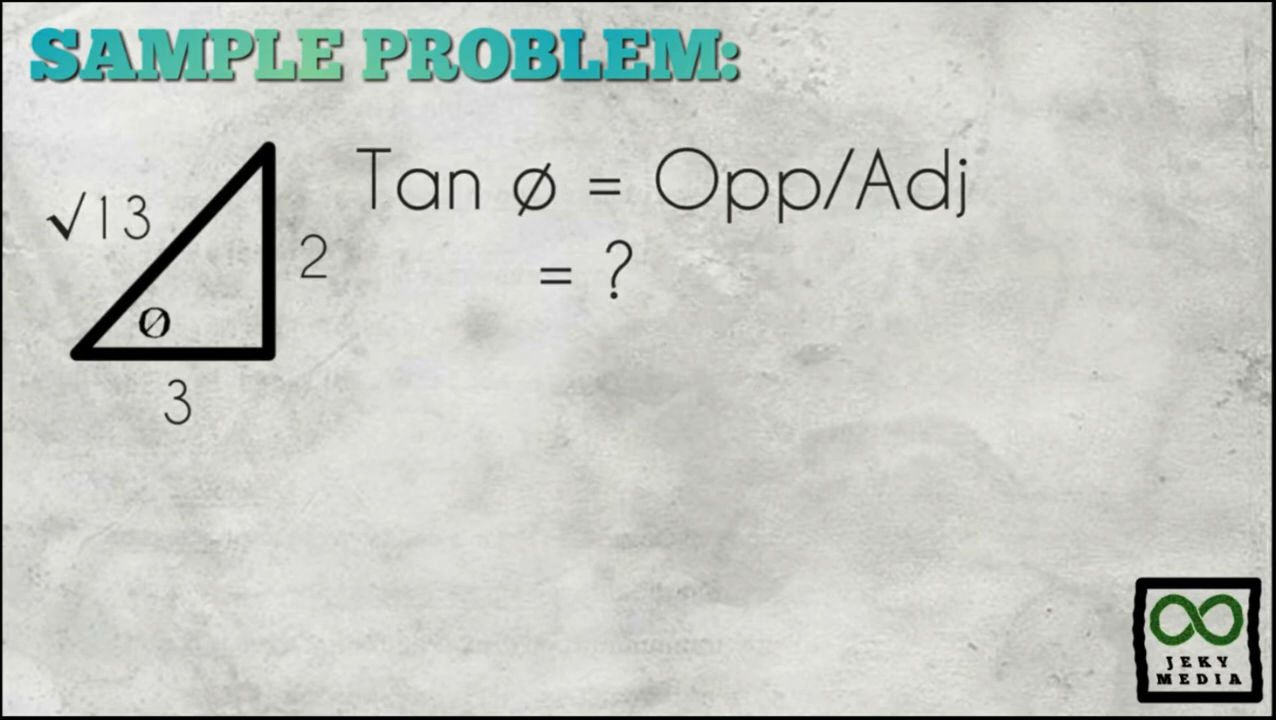 SAMPLE PROBLEM:
Tan ø = Opp/Adj
= ?
√13
2
ø
3
JEKY
MEDIA